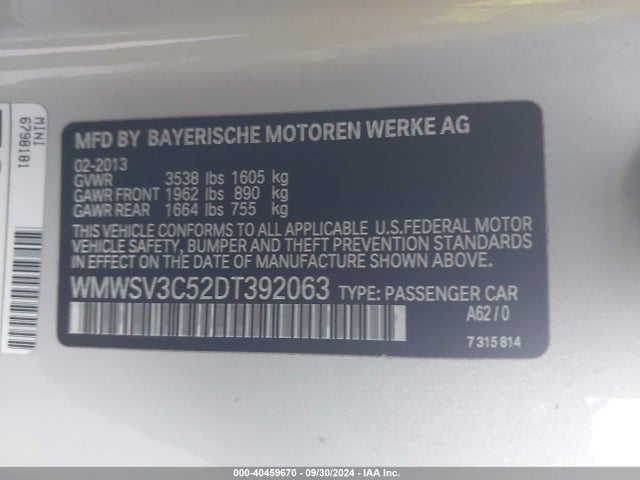 MINI
6798181
MFD BY BAYERISCHE MOTOREN WERKE AG
02-2013
GVWR 3538 lbs 1605 kg
GAWR FRONT 1962 lbs 890 kg
GAWR REAR 1664 lbs 755 kg
THIS VEHICLE CONFORMS TO ALL APPLICABLE U.S.FEDERAL MOTOR
VEHICLE SAFETY, BUMPER AND THEFT PREVENTION STANDARDS
IN EFFECT ON THE DATE OF MANUFACTURE SHOWN ABOVE.
WMWSV3C52DT392063 TYPE: PASSENGER CAR
A62/0
7 315 814
000-40459670 - 09/30/2024 - IAA Inc.